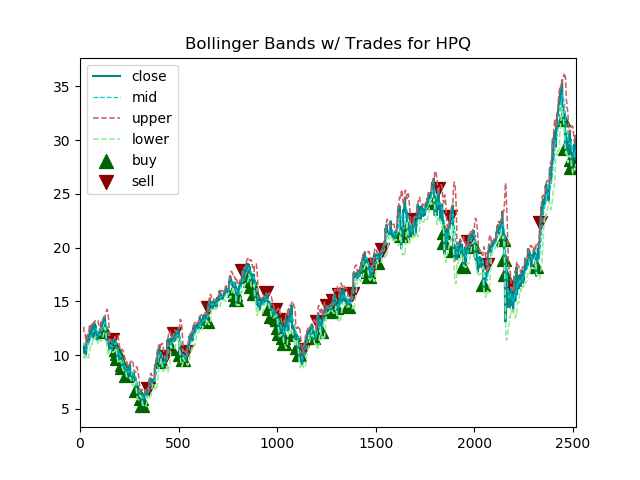 Bollinger Bands w/ Trades for HPQ
close
mid
upper
lower
buy
sell
35
30
25
20
15
10
5
0 500 1000 1500 2000 2500